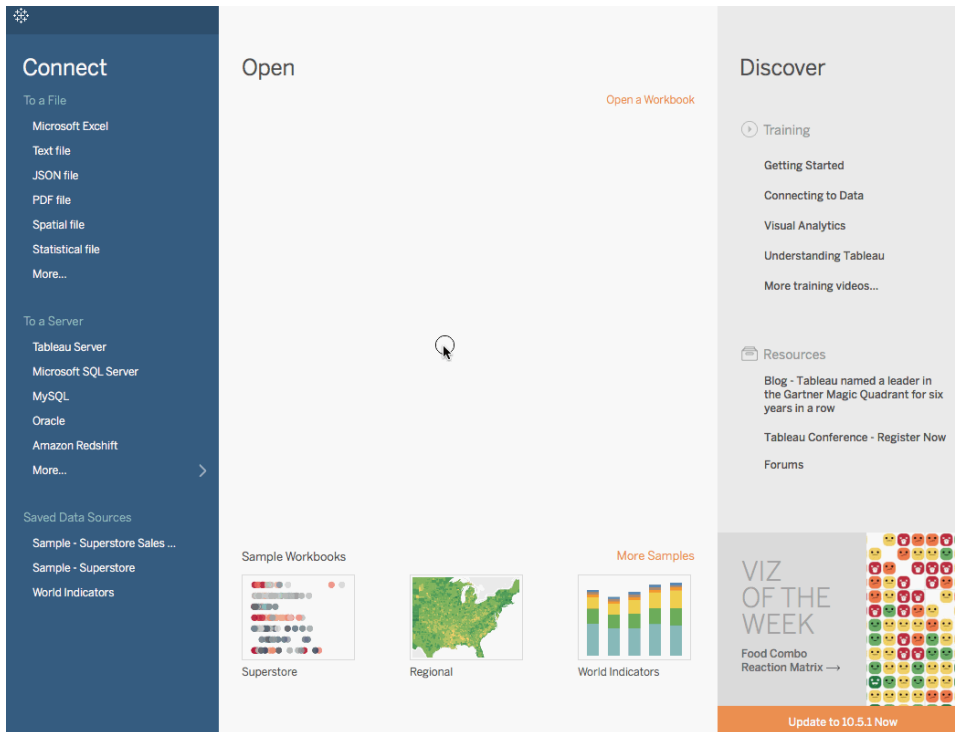 Connect
To a File
Microsoft Excel
Text file
JSON file
PDF file
Spatial file
Statistical file
More...
To a Server
Tableau Server
Microsoft SQL Server
MySQL
Oracle
Amazon Redshift
More...
Saved Data Sources
Sample - Superstore Sales ...
Sample - Superstore
World Indicators
Open
Open a Workbook
Sample Workbooks
More Samples
Superstore
Regional
World Indicators
Discover
Training
Getting Started
Connecting to Data
Visual Analytics
Understanding Tableau
More training videos...
Resources
Blog - Tableau named a leader in
the Gartner Magic Quadrant for six
years in a row
Tableau Conference - Register Now
Forums
VIZ
OF THE
WEEK
Food Combo
Reaction Matrix →
Update to 10.5.1 Now